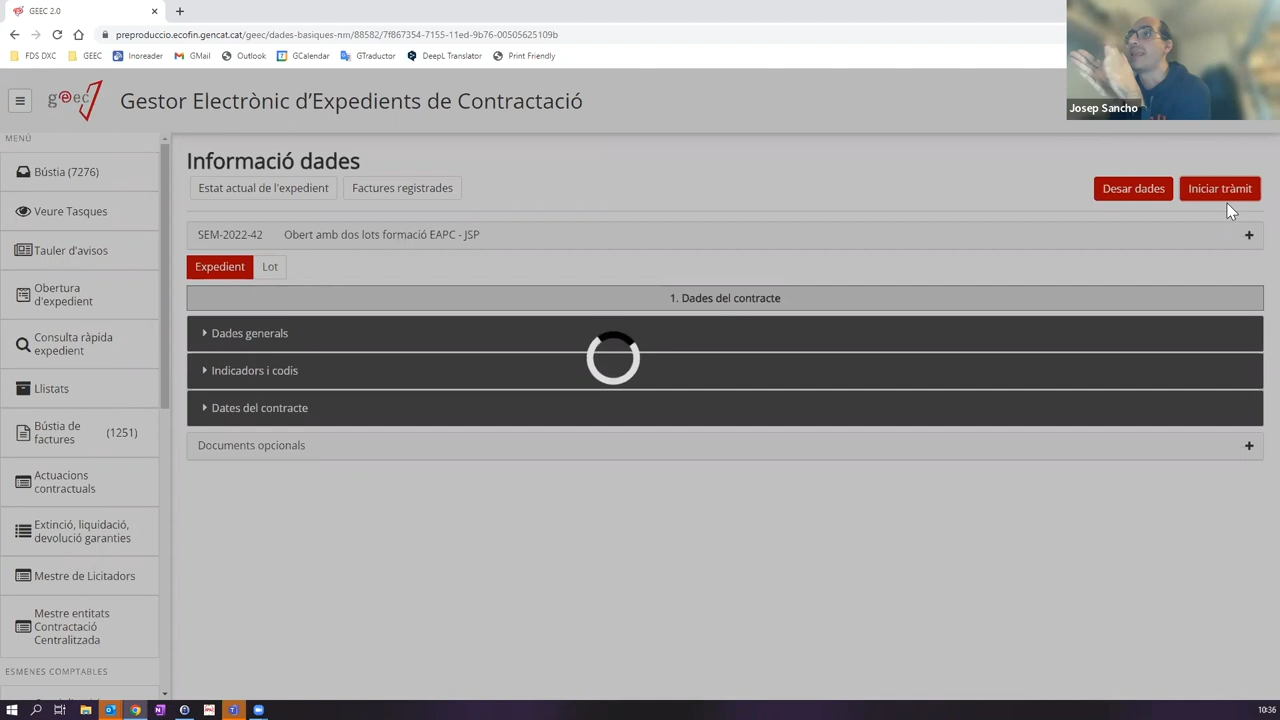 GEEC 2.0
preproduccio.ecofin.gencat.cat/geec/dades-basiques-nm/88582/7f867354-7155-11ed-9b76-00505625109b
FDS DXC
GEEC
Inoreader
GMail
Outlook
GCalendar
GTraductor
DeepL Translator
Print Friendly
Josep Sancho
geec
Gestor Electrònic d'Expedients de Contractació
MENÚ
Bústia (7276)
Veure Tasques
Tauler d'avisos
Obertura
d'expedient
Consulta ràpida
expedient
Llistats
Bústia de
factures
(1251)
Actuacions
contractuals
Extinció, liquidació,
devolució garanties
Mestre de Licitadors
Mestre entitats
Contractació
Centralitzada
ESMENES COMPTABLES
Informació dades
Estat actual de l'expedient
Factures registrades
Desar dades
Iniciar tràmit
SEM-2022-42 Obert amb dos lots formació EAPC - JSP
Expedient
Lot
1. Dades del contracte
Dades generals
Indicadors i codis
Dates del contracte
Documents opcionals
10:36